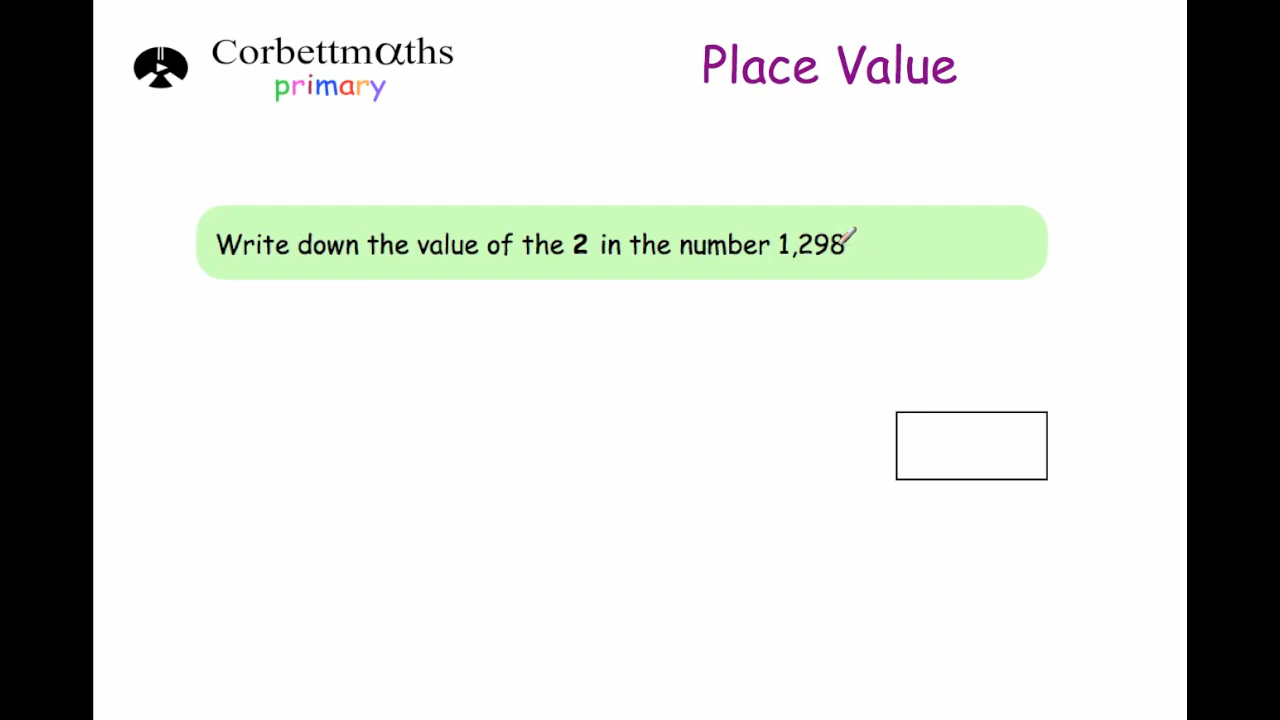 Corbettmαths
primary
Place Value
Write down the value of the 2 in the number 1,298